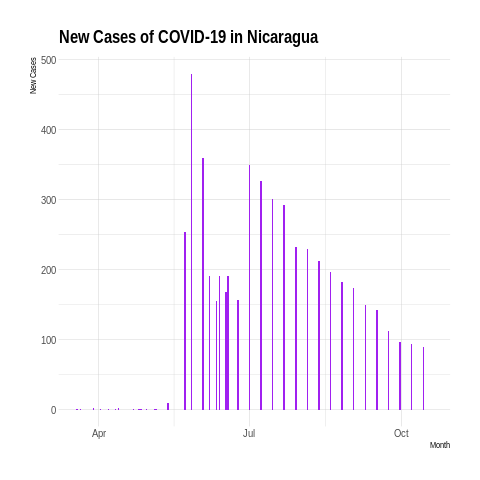 New Cases of COVID-19 in Nicaragua
New Cases
500
400
300
200
100
0
Apr
Jul
Oct
Month